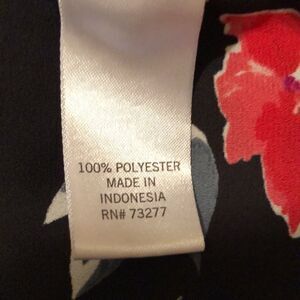 100% POLYESTER
MADE IN
INDONESIA
RN# 73277